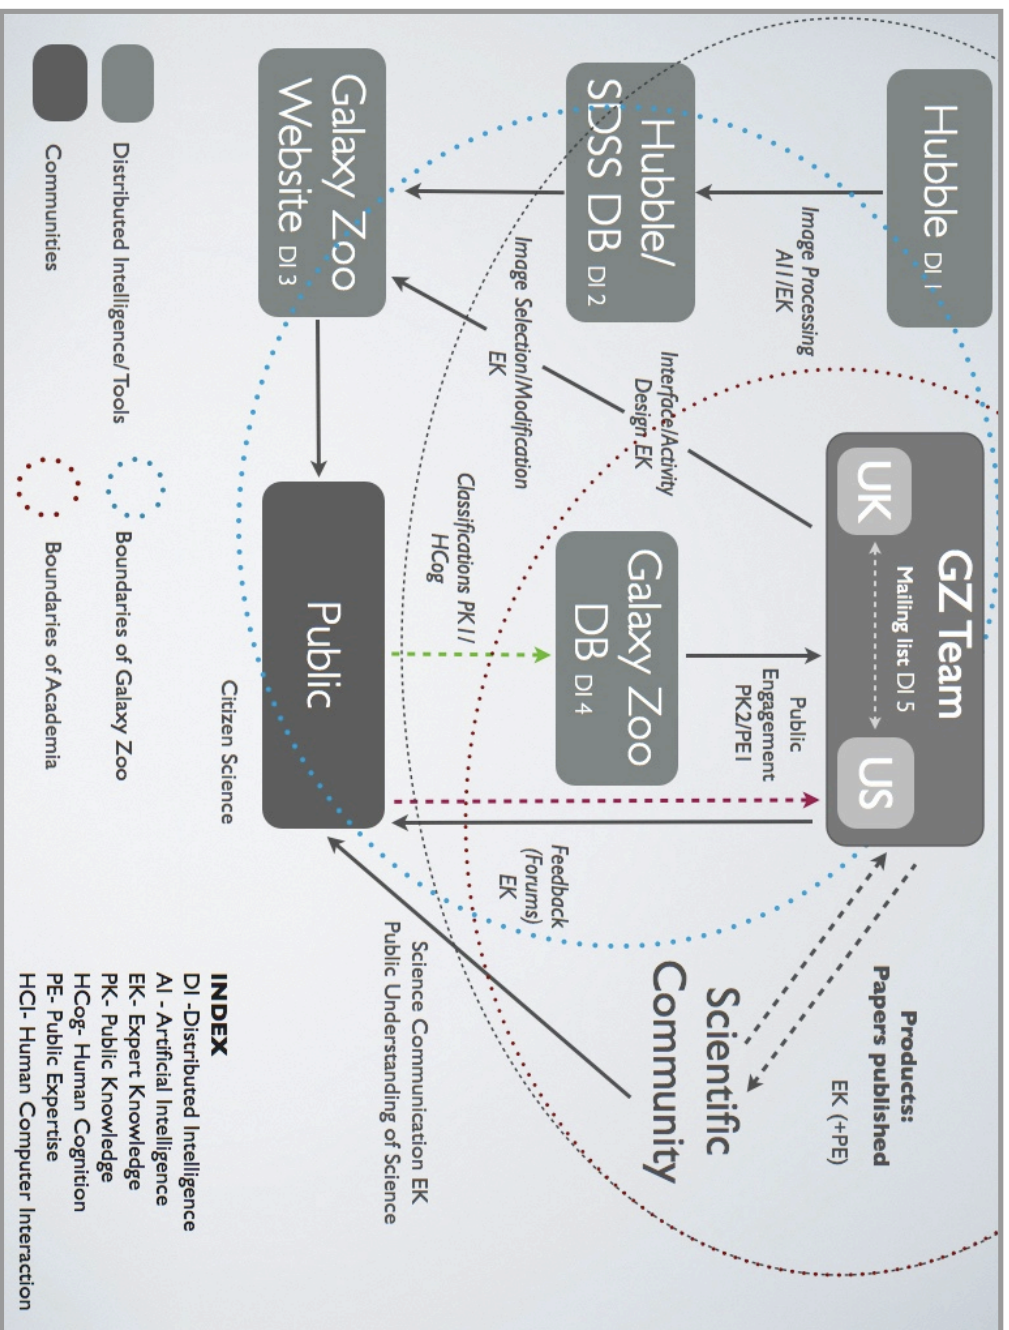 Hubble DI 1
Image Processing
AI 1/EK
Hubble/
SDSS DB DI 2
Image Selection/Modification
EK
Galaxy Zoo
Website DI 3
GZ Team
UK
Mailing list DI 5
US
Interface/Activity
Design EK
Galaxy Zoo
DB DI 4
Public
Engagement
PK2/PE1
Classifications PK1/
HCog
Public
Citizen Science
Feedback
(Forums)
EK
Products:
Papers published
EK (+PE)
Scientific
Community
Science Communication EK
Public Understanding of Science
Distributed Intelligence/Tools
Communities
Boundaries of Galaxy Zoo
Boundaries of Academia
INDEX
DI -Distributed Intelligence
AI - Artificial Intelligence
EK- Expert Knowledge
PK- Public Knowledge
HCog- Human Cognition
PE- Public Expertise
HCI- Human Computer Interaction